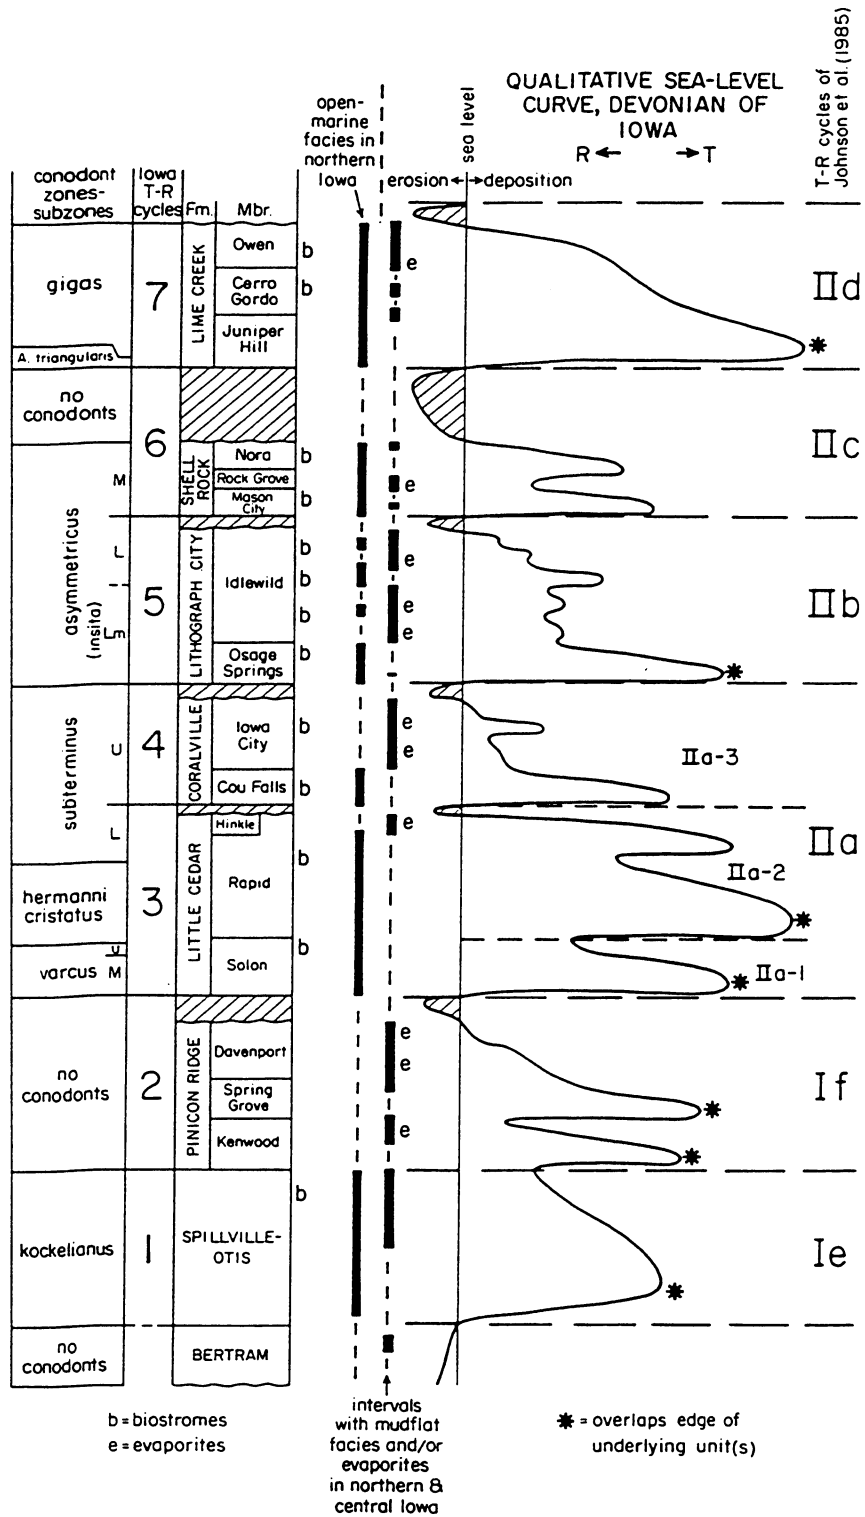 QUALITATIVE SEA-LEVEL
CURVE, DEVONIAN OF
IOWA
R T
T-R cycles of
Johnson et al. (1985)
sea level
erosion deposition
open-
marine
facies in
northern
Iowa
conodont
zones-
subzones
Iowa
T-R
cycles
Fm. Mbr.
gigas
A. triangularis
7
LIME CREEK
Owen
Cerro
Gordo
Juniper
Hill
b
b
e
IId
no
conodonts
6
M
SHELL
ROCK
Nora
Rock Grove
Mason
City
b
b
e
IIc
asymmetricus
(insita)
L
Lm
5
LITHOGRAPH CITY
Idlewild
Osage
Springs
b
b
b
b
e
e
e
IIb
subterminus
U
L
4
CORALVILLE
Iowa
City
Cou Falls
b
b
e
e
IIa-3
IIa
hermanni
cristatus
3
LITTLE CEDAR
Hinkle
Rapid
Solon
b
b
e
IIa-2
varcus
U
M
IIa-1
no
conodonts
2
PINICON RIDGE
Davenport
Spring
Grove
Kenwood
e
e
e
If
kockelianus
1
SPILLVILLE-
OTIS
b
Ie
no
conodonts
BERTRAM
b = biostromes
e = evaporites
intervals
with mudflat
facies and/or
evaporites
in northern &
central Iowa
✱ = overlaps edge of
underlying unit(s)